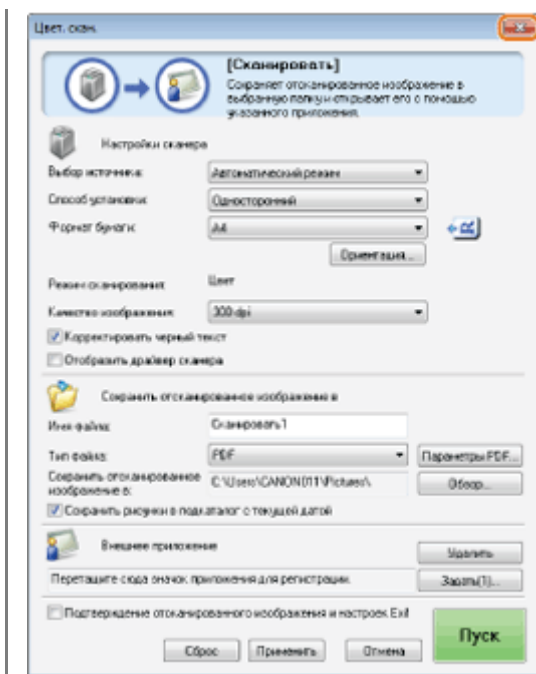 Цвет. скан.
[Сканировать]
Сохраняет отсканированное изображение в
выбранную папку и открывает его с помощью
указанного приложения.
Настройки сканера
Выбор источника: Автоматический режим
Способ установки: Односторонний
Формат бумаги: A4
Ориентация...
Режим сканирования: Цвет
Качество изображения: 300 dpi
Корректировать черный текст
Отобразить драйвер сканера
Сохранить отсканированное изображение в
Имя файла: Сканировать1
Тип файла: PDF Параметры PDF...
Сохранить отсканированное
изображение в: C:\Users\CANON011\Pictures\ Обзор...
Сохранить рисунки в подкаталог с текущей датой
Внешнее приложение Удалить
Перетащите сюда значок приложения для регистрации. Задать(1)...
Подтверждение отсканированного изображения и настроек Exif
Сброс Применить Отмена Пуск